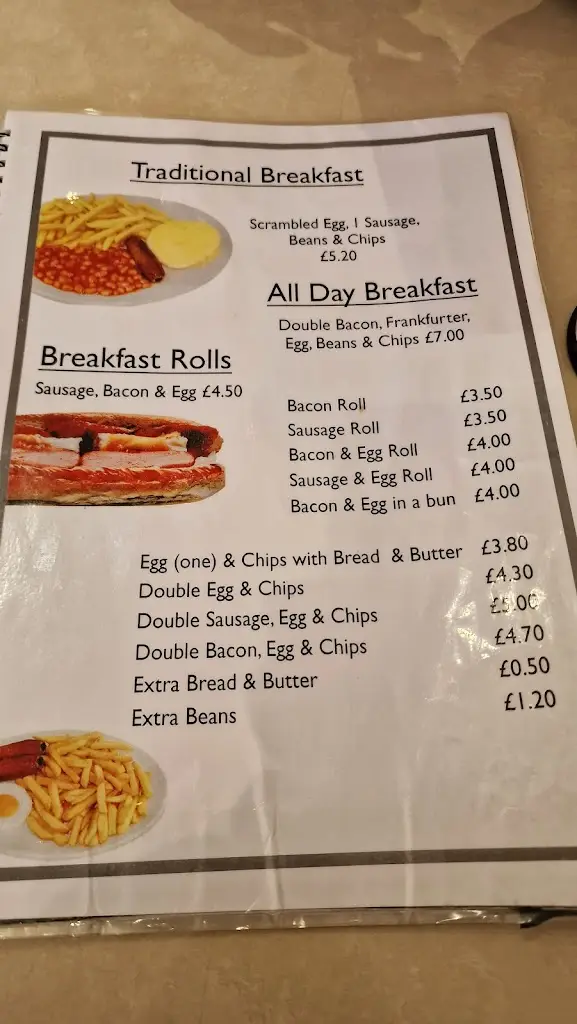 Traditional Breakfast
Scrambled Egg, 1 Sausage,
Beans & Chips
£5.20
All Day Breakfast
Double Bacon, Frankfurter,
Egg, Beans & Chips £7.00
Breakfast Rolls
Sausage, Bacon & Egg £4.50
Bacon Roll £3.50
Sausage Roll £3.50
Bacon & Egg Roll £4.00
Sausage & Egg Roll £4.00
Bacon & Egg in a bun £4.00
Egg (one) & Chips with Bread & Butter £3.80
Double Egg & Chips £4.30
Double Sausage, Egg & Chips £5.00
Double Bacon, Egg & Chips £4.70
Extra Bread & Butter £0.50
Extra Beans £1.20